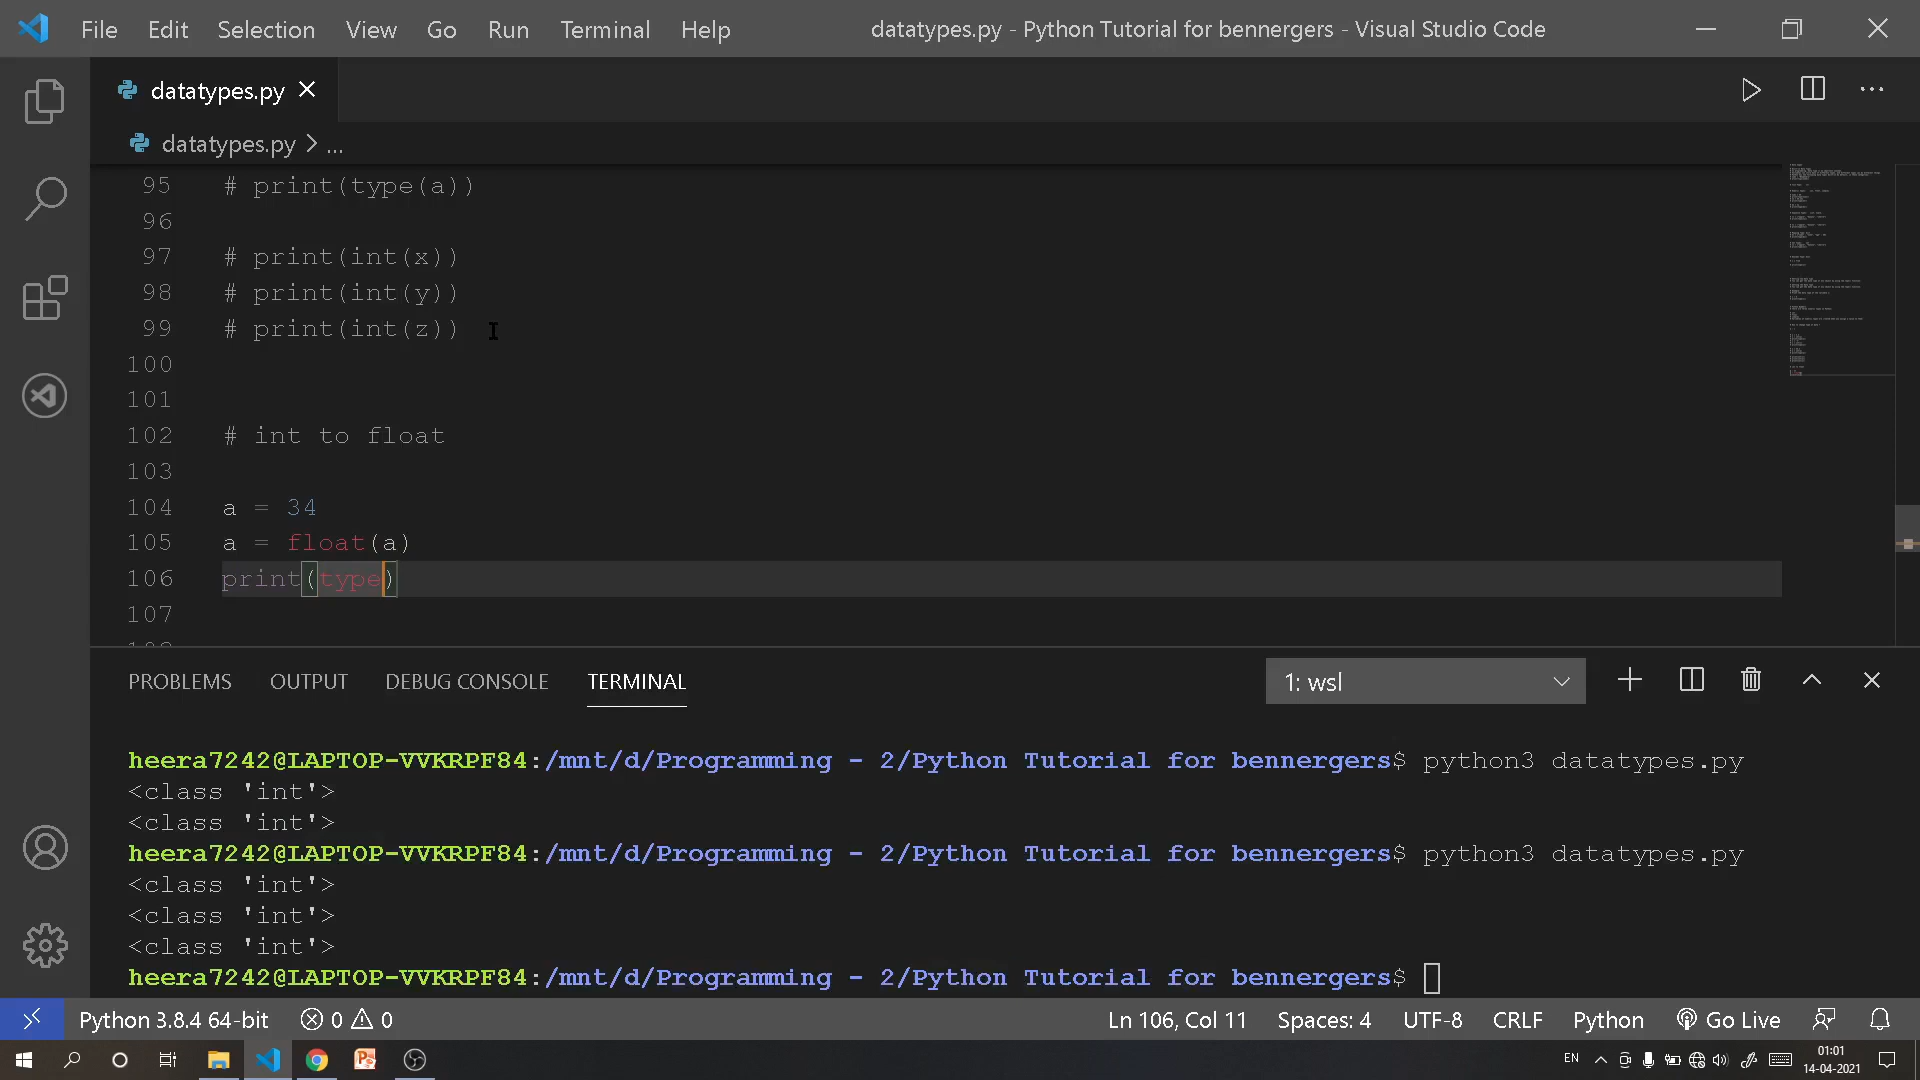 File Edit Selection View Go Run Terminal Help datatypes.py - Python Tutorial for bennergers - Visual Studio Code
datatypes.py
datatypes.py > ...
95 # print(type(a))
96
97 # print(int(x))
98 # print(int(y))
99 # print(int(z))
100
101
102 # int to float
103
104 a = 34
105 a = float(a)
106 print(type)
107
PROBLEMS OUTPUT DEBUG CONSOLE TERMINAL 1: wsl
heera7242@LAPTOP-VVKRPF84:/mnt/d/Programming - 2/Python Tutorial for bennergers$ python3 datatypes.py
<class 'int'>
<class 'int'>
heera7242@LAPTOP-VVKRPF84:/mnt/d/Programming - 2/Python Tutorial for bennergers$ python3 datatypes.py
<class 'int'>
<class 'int'>
<class 'int'>
heera7242@LAPTOP-VVKRPF84:/mnt/d/Programming - 2/Python Tutorial for bennergers$
Python 3.8.4 64-bit 0 0 Ln 106, Col 11 Spaces: 4 UTF-8 CRLF Python Go Live
EN 01:01
14-04-2021